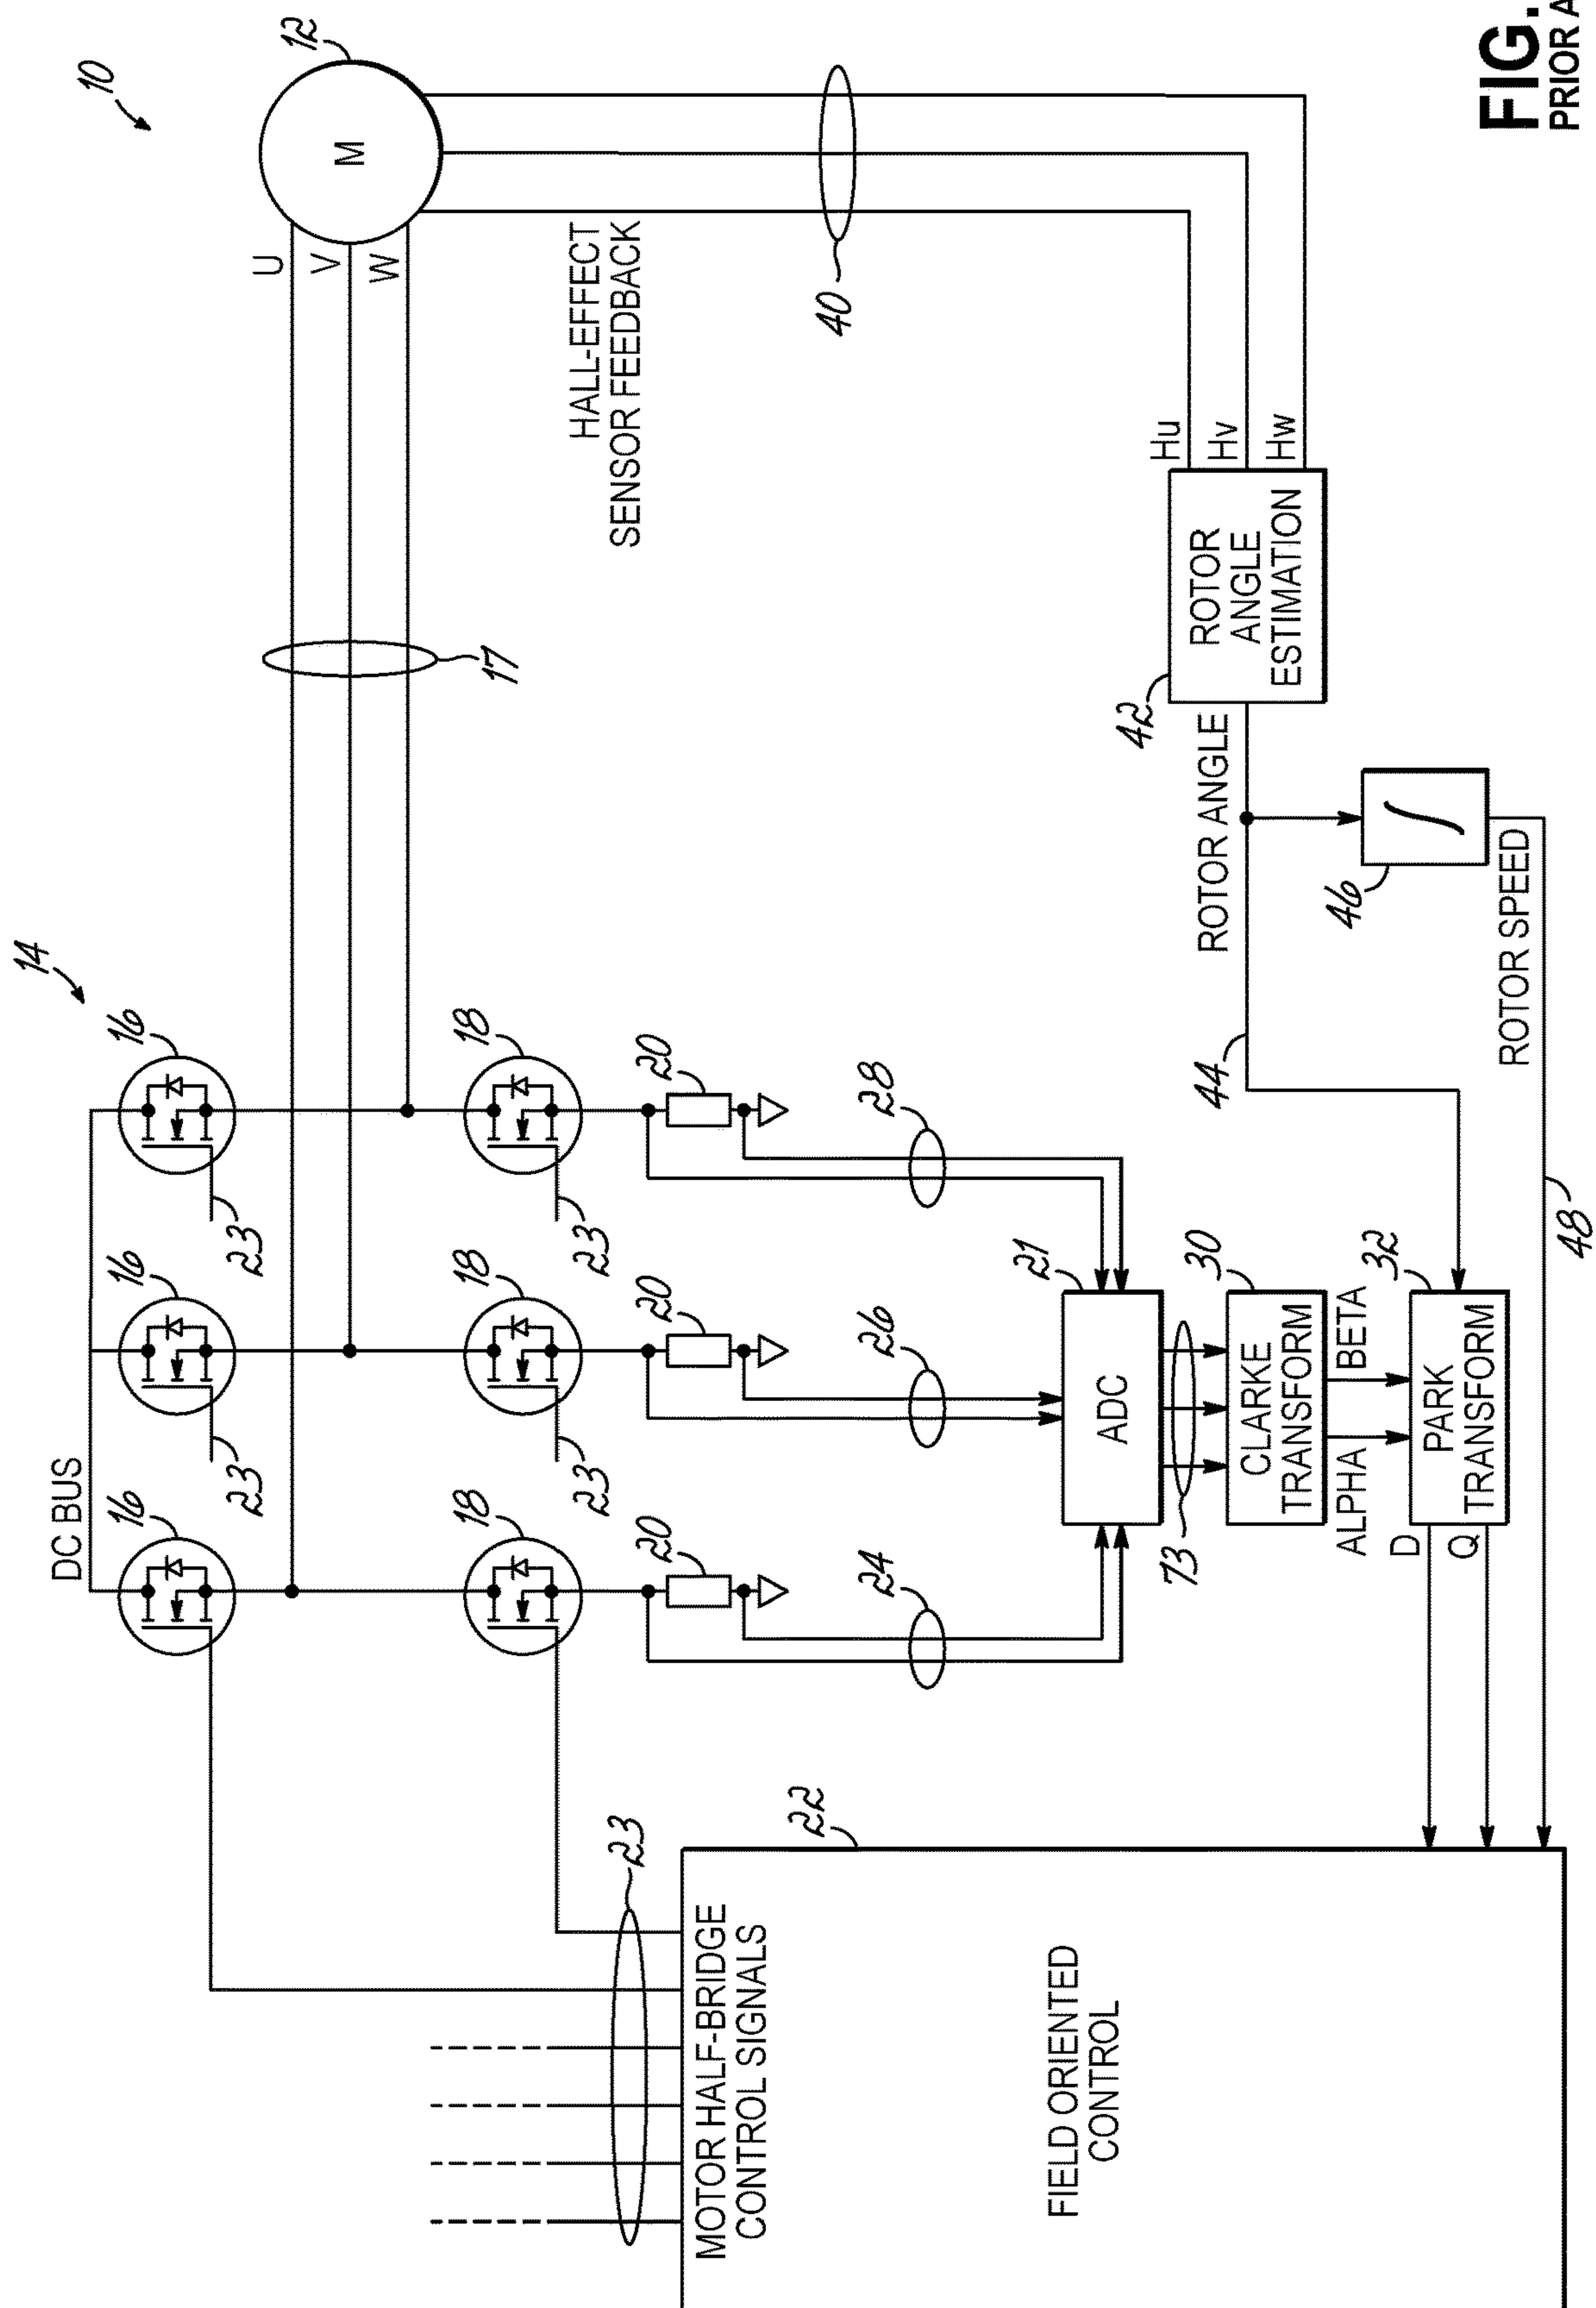 10
12
M
U
V
W
17
HALL-EFFECT
SENSOR FEEDBACK
40
Hu
Hv
Hw
ROTOR
ANGLE
ESTIMATION
42
ROTOR ANGLE
44
46
∫
ROTOR SPEED
48
14
DC BUS
16
16
16
23
23
18
18
18
23
23
20
20
20
24
26
28
21
ADC
73
30
CLARKE
TRANSFORM
ALPHA
BETA
32
PARK
TRANSFORM
D
Q
22
23
MOTOR HALF-BRIDGE
CONTROL SIGNALS
FIELD ORIENTED
CONTROL
FIG.
PRIOR A